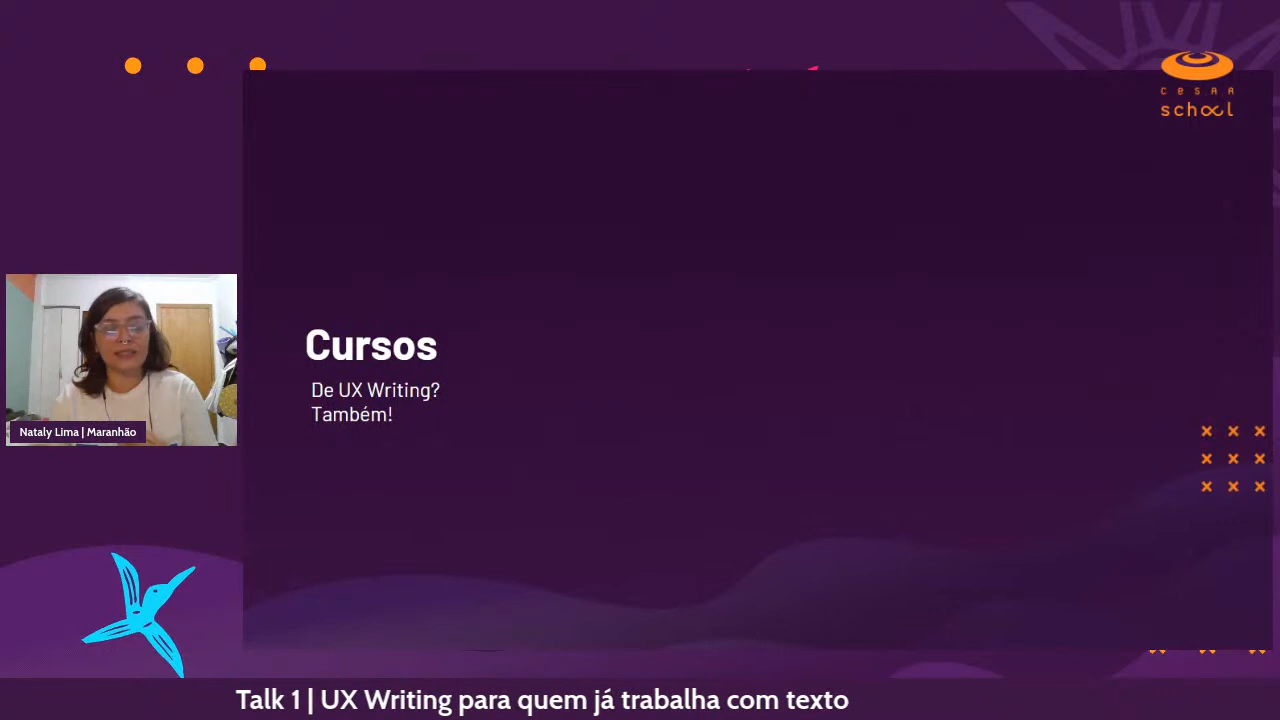 cesar
school
Cursos
De UX Writing?
Também!
Nataly Lima | Maranhão
Talk 1 | UX Writing para quem já trabalha com texto